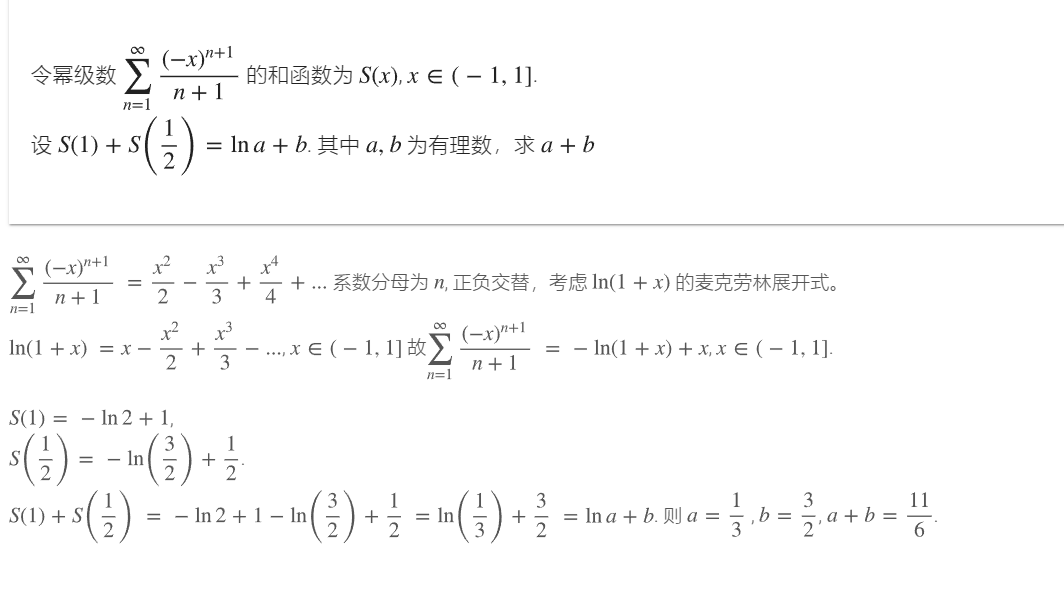 令幂级数 $\sum_{n=1}^{\infty} \frac{(-x)^{n+1}}{n+1}$ 的和函数为 $S(x), x \in (-1, 1]$.
设 $S(1) + S\left(\frac{1}{2}\right) = \ln a + b$. 其中 $a, b$ 为有理数，求 $a + b$
$\sum_{n=1}^{\infty} \frac{(-x)^{n+1}}{n+1} = \frac{x^2}{2} - \frac{x^3}{3} + \frac{x^4}{4} + ...$ 系数分母为 $n$, 正负交替，考虑 $\ln(1 + x)$ 的麦克劳林展开式。
$\ln(1 + x) = x - \frac{x^2}{2} + \frac{x^3}{3} - ..., x \in (-1, 1]$ 故 $\sum_{n=1}^{\infty} \frac{(-x)^{n+1}}{n+1} = -\ln(1 + x) + x, x \in (-1, 1]$.
$S(1) = -\ln 2 + 1$,
$S\left(\frac{1}{2}\right) = -\ln\left(\frac{3}{2}\right) + \frac{1}{2}$.
$S(1) + S\left(\frac{1}{2}\right) = -\ln 2 + 1 - \ln\left(\frac{3}{2}\right) + \frac{1}{2} = \ln\left(\frac{1}{3}\right) + \frac{3}{2} = \ln a + b$. 则 $a = \frac{1}{3}, b = \frac{3}{2}, a + b = \frac{11}{6}$.